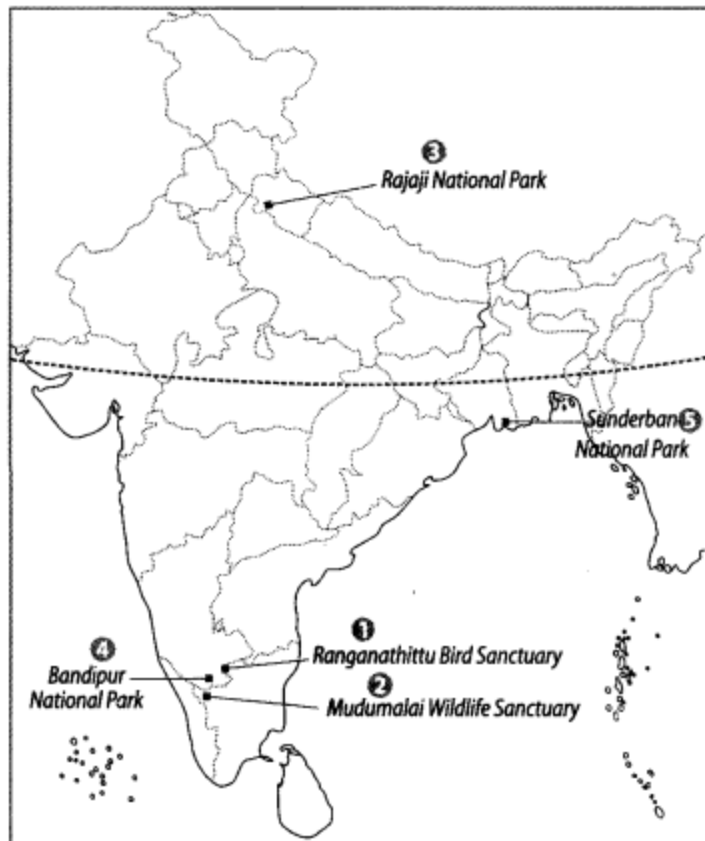 3
Rajaji National Park
Sunderban 5
National Park
4
Bandipur
National Park
1
Ranganathittu Bird Sanctuary
2
Mudumalai Wildlife Sanctuary